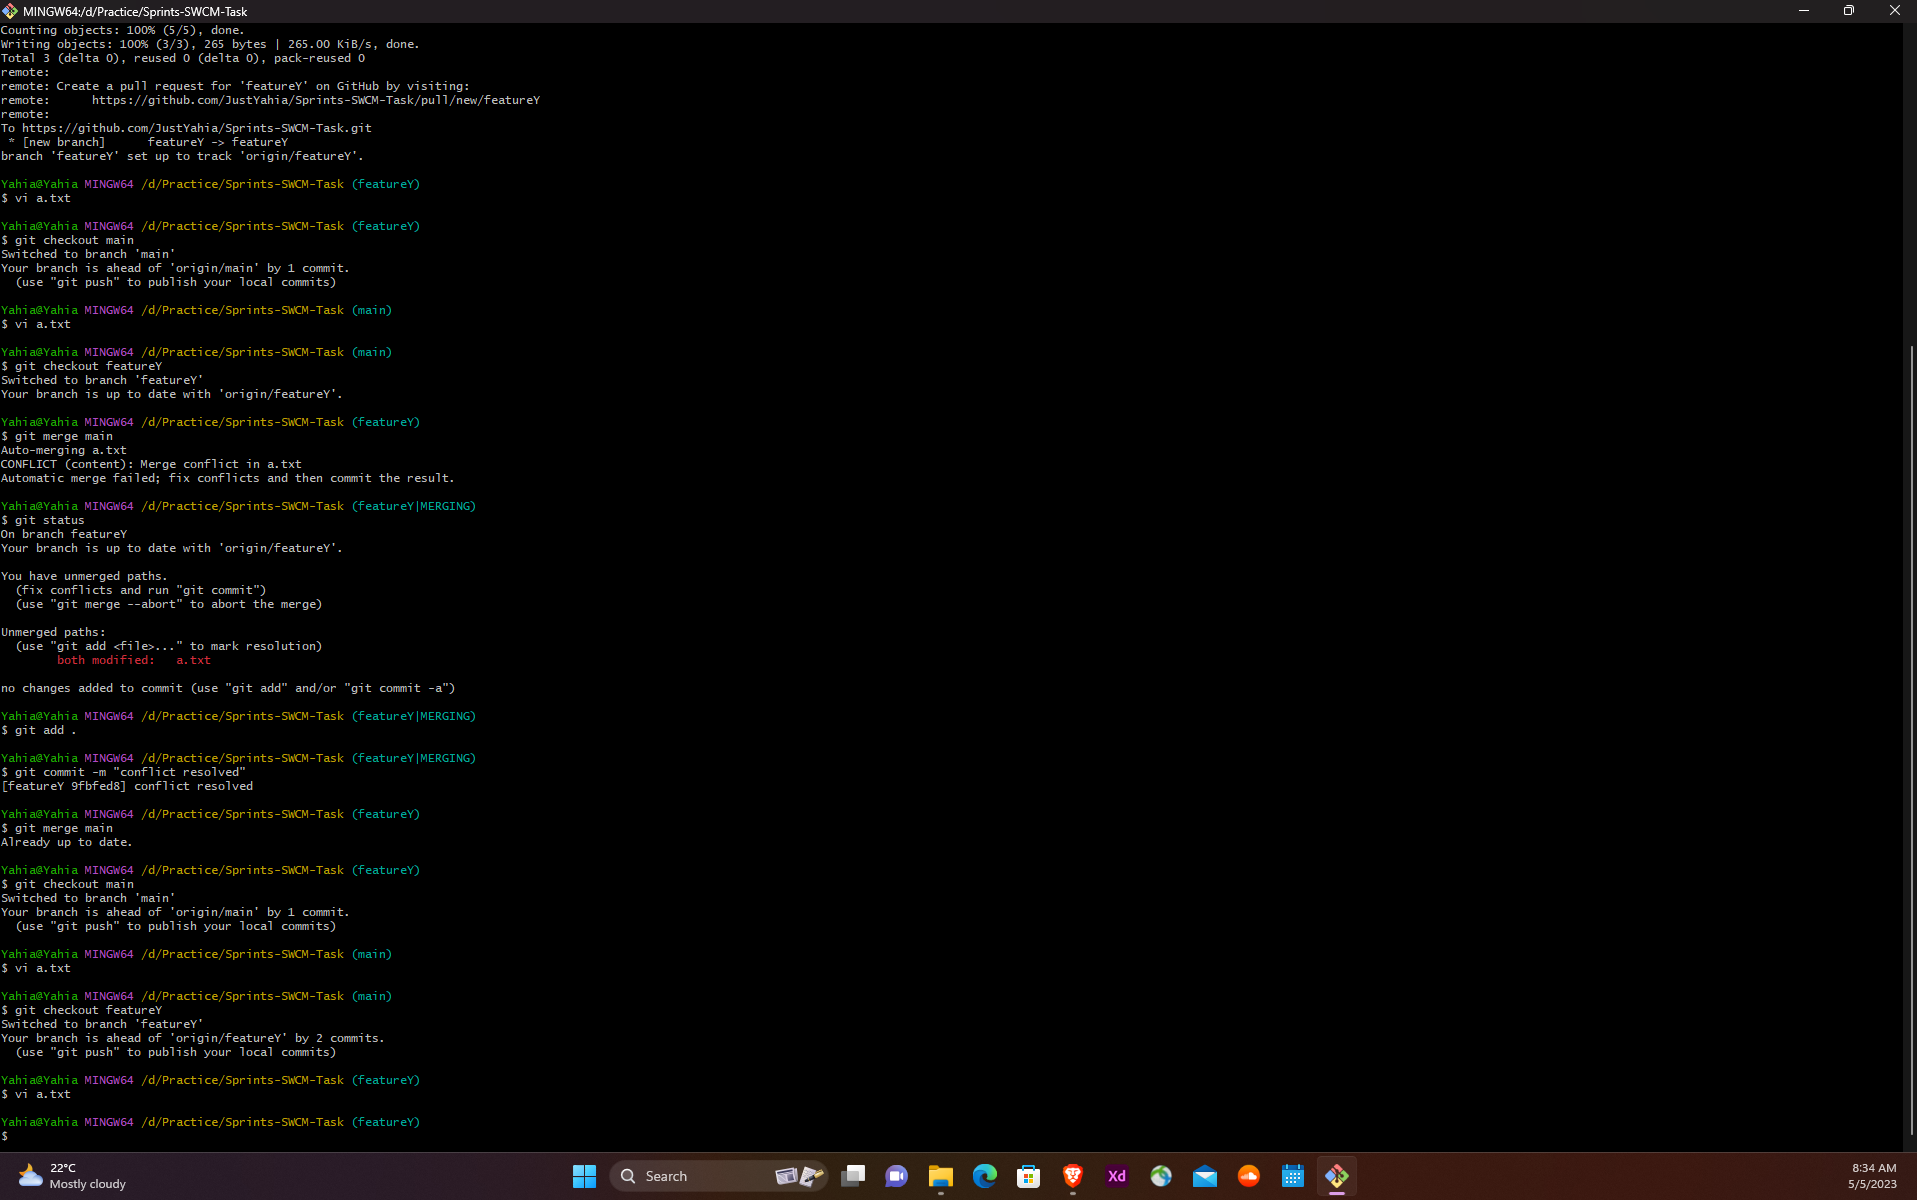 MINGW64:/d/Practice/Sprints-SWCM-Task
Counting objects: 100% (5/5), done.
Writing objects: 100% (3/3), 265 bytes | 265.00 KiB/s, done.
Total 3 (delta 0), reused 0 (delta 0), pack-reused 0
remote:
remote: Create a pull request for 'featureY' on GitHub by visiting:
remote:      https://github.com/JustYahia/Sprints-SWCM-Task/pull/new/featureY
remote:
To https://github.com/JustYahia/Sprints-SWCM-Task.git
 * [new branch]      featureY -> featureY
branch 'featureY' set up to track 'origin/featureY'.
Yahia@Yahia MINGW64 /d/Practice/Sprints-SWCM-Task (featureY)
$ vi a.txt
Yahia@Yahia MINGW64 /d/Practice/Sprints-SWCM-Task (featureY)
$ git checkout main
Switched to branch 'main'
Your branch is ahead of 'origin/main' by 1 commit.
  (use "git push" to publish your local commits)
Yahia@Yahia MINGW64 /d/Practice/Sprints-SWCM-Task (main)
$ vi a.txt
Yahia@Yahia MINGW64 /d/Practice/Sprints-SWCM-Task (main)
$ git checkout featureY
Switched to branch 'featureY'
Your branch is up to date with 'origin/featureY'.
Yahia@Yahia MINGW64 /d/Practice/Sprints-SWCM-Task (featureY)
$ git merge main
Auto-merging a.txt
CONFLICT (content): Merge conflict in a.txt
Automatic merge failed; fix conflicts and then commit the result.
Yahia@Yahia MINGW64 /d/Practice/Sprints-SWCM-Task (featureY|MERGING)
$ git status
On branch featureY
Your branch is up to date with 'origin/featureY'.
You have unmerged paths.
  (fix conflicts and run "git commit")
  (use "git merge --abort" to abort the merge)
Unmerged paths:
  (use "git add <file>..." to mark resolution)
        both modified:   a.txt
no changes added to commit (use "git add" and/or "git commit -a")
Yahia@Yahia MINGW64 /d/Practice/Sprints-SWCM-Task (featureY|MERGING)
$ git add .
Yahia@Yahia MINGW64 /d/Practice/Sprints-SWCM-Task (featureY|MERGING)
$ git commit -m "conflict resolved"
[featureY 9fbfed8] conflict resolved
Yahia@Yahia MINGW64 /d/Practice/Sprints-SWCM-Task (featureY)
$ git merge main
Already up to date.
Yahia@Yahia MINGW64 /d/Practice/Sprints-SWCM-Task (featureY)
$ git checkout main
Switched to branch 'main'
Your branch is ahead of 'origin/main' by 1 commit.
  (use "git push" to publish your local commits)
Yahia@Yahia MINGW64 /d/Practice/Sprints-SWCM-Task (main)
$ vi a.txt
Yahia@Yahia MINGW64 /d/Practice/Sprints-SWCM-Task (main)
$ git checkout featureY
Switched to branch 'featureY'
Your branch is ahead of 'origin/featureY' by 2 commits.
  (use "git push" to publish your local commits)
Yahia@Yahia MINGW64 /d/Practice/Sprints-SWCM-Task (featureY)
$ vi a.txt
Yahia@Yahia MINGW64 /d/Practice/Sprints-SWCM-Task (featureY)
$
22°C
Mostly cloudy
Search
Xd
8:34 AM
5/5/2023